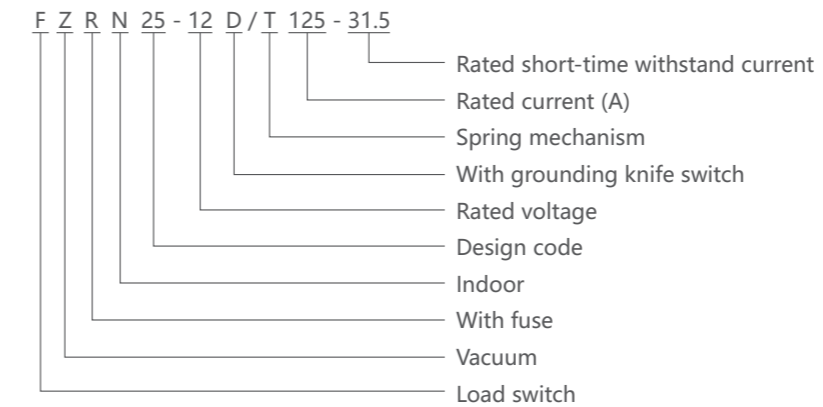 F Z R N 25 - 12 D / T 125 - 31.5
Rated short-time withstand current
Rated current (A)
Spring mechanism
With grounding knife switch
Rated voltage
Design code
Indoor
With fuse
Vacuum
Load switch